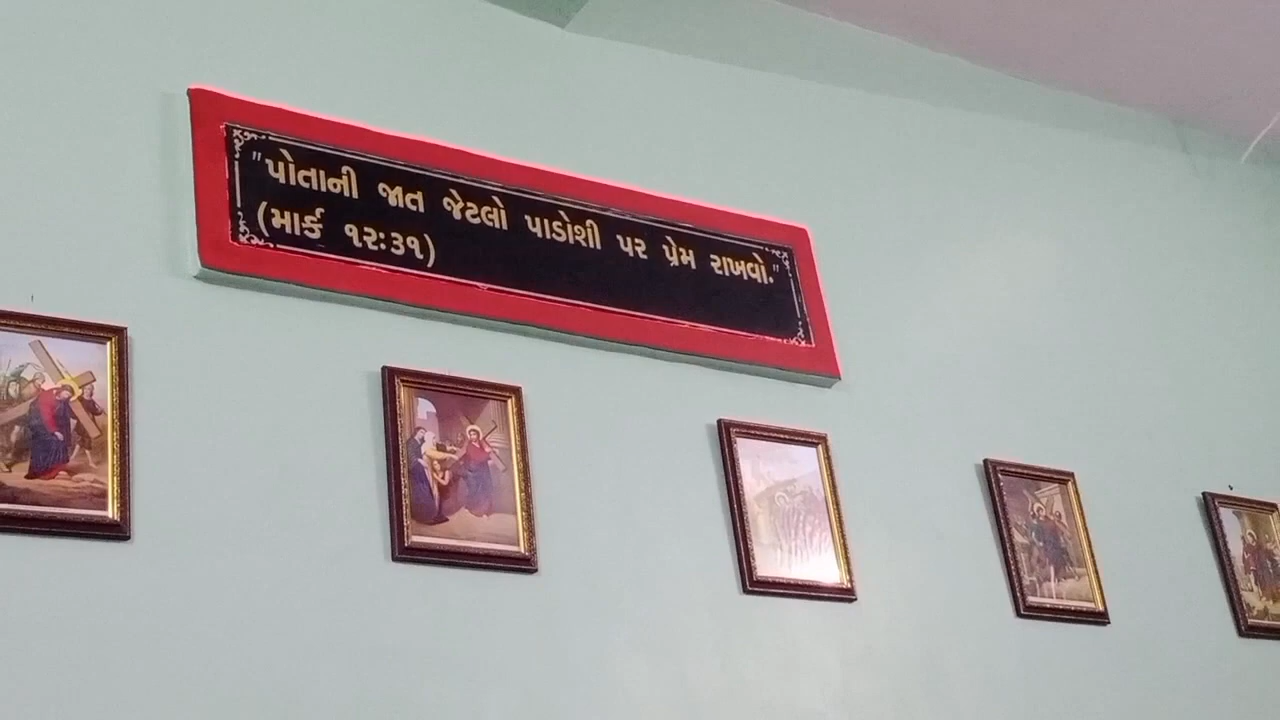 "પોતાની જાત જેટલો પાડોશી પર પ્રેમ રાખવો."
(માર્ક ૧૨:૩૧)